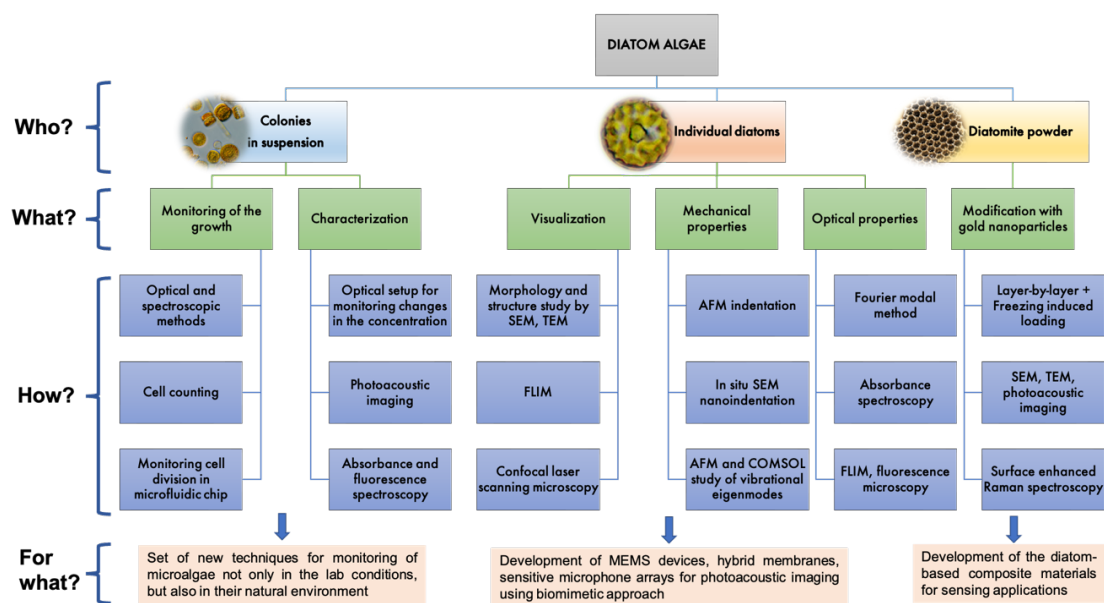 DIATOM ALGAE
Who?
Colonies
in suspension
Individual diatoms
Diatomite powder
What?
Monitoring of the
growth
Characterization
Visualization
Mechanical
properties
Optical properties
Modification with
gold nanoparticles
How?
Optical and
spectroscopic
methods
Optical setup for
monitoring changes
in the concentration
Morphology and
structure study by
SEM, TEM
AFM indentation
Fourier modal
method
Layer-by-layer +
Freezing induced
loading
Cell counting
Photoacoustic
imaging
FLIM
In situ SEM
nanoindentation
Absorbance
spectroscopy
SEM, TEM,
photoacoustic
imaging
Monitoring cell
division in
microfluidic chip
Absorbance and
fluorescence
spectroscopy
Confocal laser
scanning microscopy
AFM and COMSOL
study of vibrational
eigenmodes
FLIM, fluorescence
microscopy
Surface enhanced
Raman spectroscopy
For
what?
Set of new techniques for monitoring of
microalgae not only in the lab conditions,
but also in their natural environment
Development of MEMS devices, hybrid membranes,
sensitive microphone arrays for photoacoustic imaging
using biomimetic approach
Development of the diatom-
based composite materials
for sensing applications